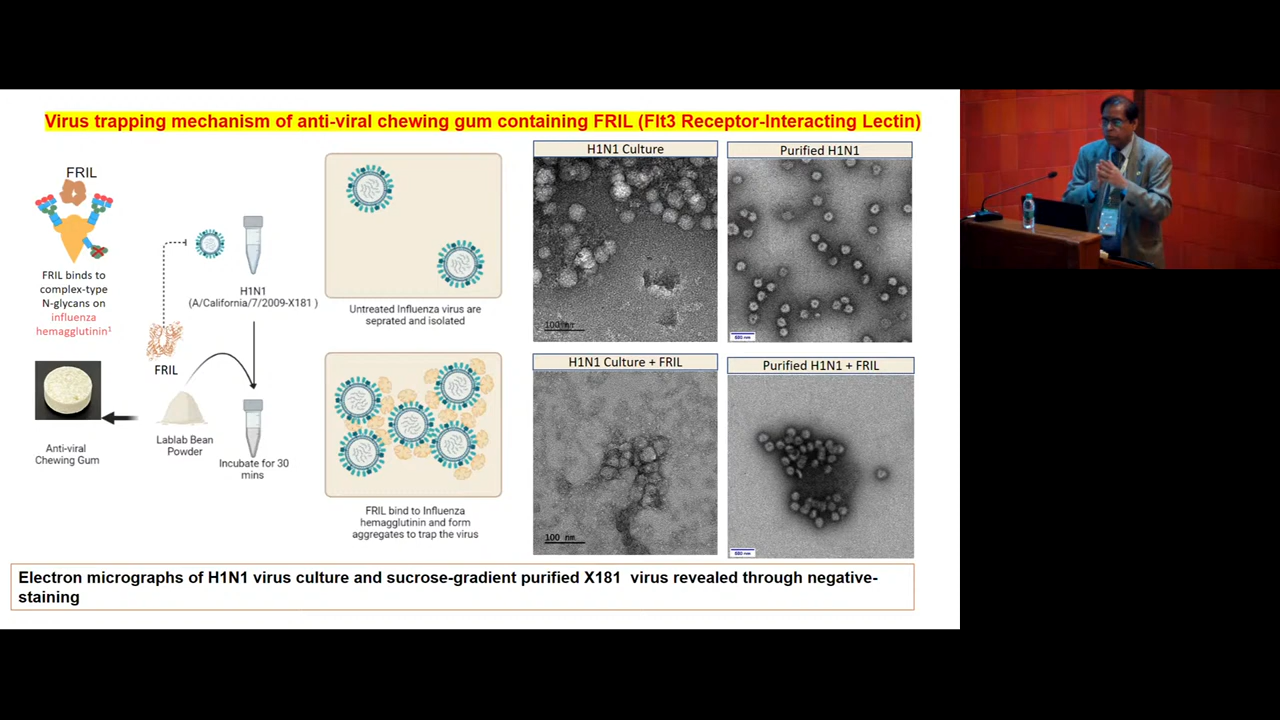 Virus trapping mechanism of anti-viral chewing gum containing FRIL (Flt3 Receptor-Interacting Lectin)
FRIL
FRIL binds to
complex-type
N-glycans on
influenza
hemagglutinin¹
H1N1
(A/California/7/2009-X181 )
FRIL
Anti-viral
Chewing Gum
Lablab Bean
Powder
Incubate for 30
mins
Untreated Influenza virus are
seprated and isolated
FRIL bind to Influenza
hemagglutinin and form
aggregates to trap the virus
H1N1 Culture
100 nm
Purified H1N1
H1N1 Culture + FRIL
100 nm
Purified H1N1 + FRIL
Electron micrographs of H1N1 virus culture and sucrose-gradient purified X181 virus revealed through negative-
staining